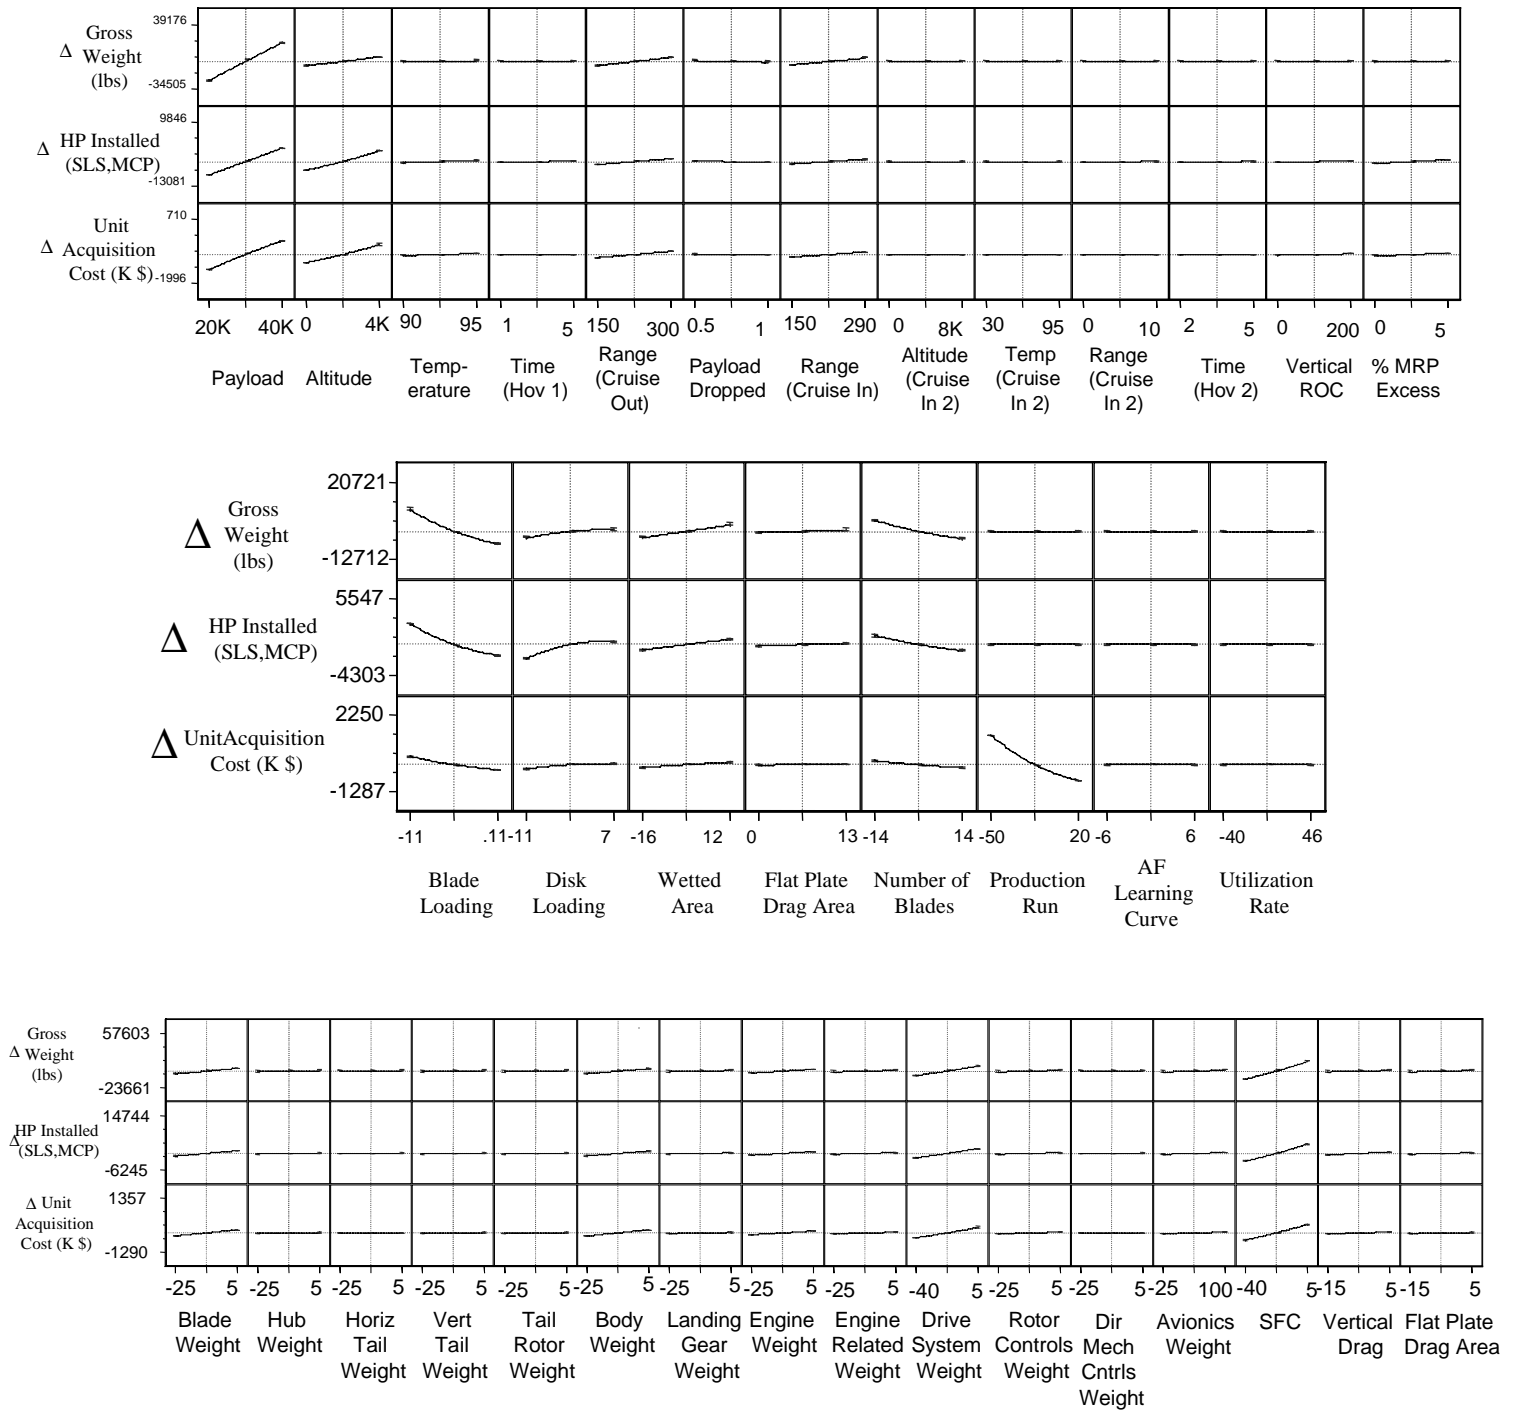 Gross
Δ Weight
(lbs)
39176
-34505
Δ HP Installed
(SLS,MCP)
9846
-13081
Unit
Δ Acquisition
Cost (K $)
710
-1996
20K 40K 0 4K 90 95 1 5 150 300 0.5 1 150 290 0 8K 30 95 0 10 2 5 0 200 0 5
Payload
Altitude
Temp-
erature
Time
(Hov 1)
Range
(Cruise
Out)
Payload
Dropped
Range
(Cruise In)
Altitude
(Cruise
In 2)
Temp
(Cruise
In 2)
Range
(Cruise
In 2)
Time
(Hov 2)
Vertical
ROC
% MRP
Excess
Gross
Δ Weight
(lbs)
20721
-12712
Δ HP Installed
(SLS,MCP)
5547
-4303
Δ UnitAcquisition
Cost (K $)
2250
-1287
-11 .11 -11 7 -16 12 0 13 -14 14 -50 20 -6 6 -40 46
Blade
Loading
Disk
Loading
Wetted
Area
Flat Plate
Drag Area
Number of
Blades
Production
Run
AF
Learning
Curve
Utilization
Rate
Gross
Δ Weight
(lbs)
57603
-23661
Δ HP Installed
(SLS,MCP)
14744
-6245
Δ Unit
Acquisition
Cost (K $)
1357
-1290
-25 5 -25 5 -25 5 -25 5 -25 5 -25 5 -25 5 -25 5 -25 5 -40 5 -25 5 -25 5 -25 100 -40 5 -15 5 -15 5
Blade
Weight
Hub
Weight
Horiz
Tail
Weight
Vert
Tail
Weight
Tail
Rotor
Weight
Body
Weight
Landing
Gear
Weight
Engine
Weight
Engine
Related
Weight
Drive
System
Weight
Rotor
Controls
Weight
Dir
Mech
Cntrls
Weight
Avionics
Weight
SFC
Vertical
Drag
Flat Plate
Drag Area